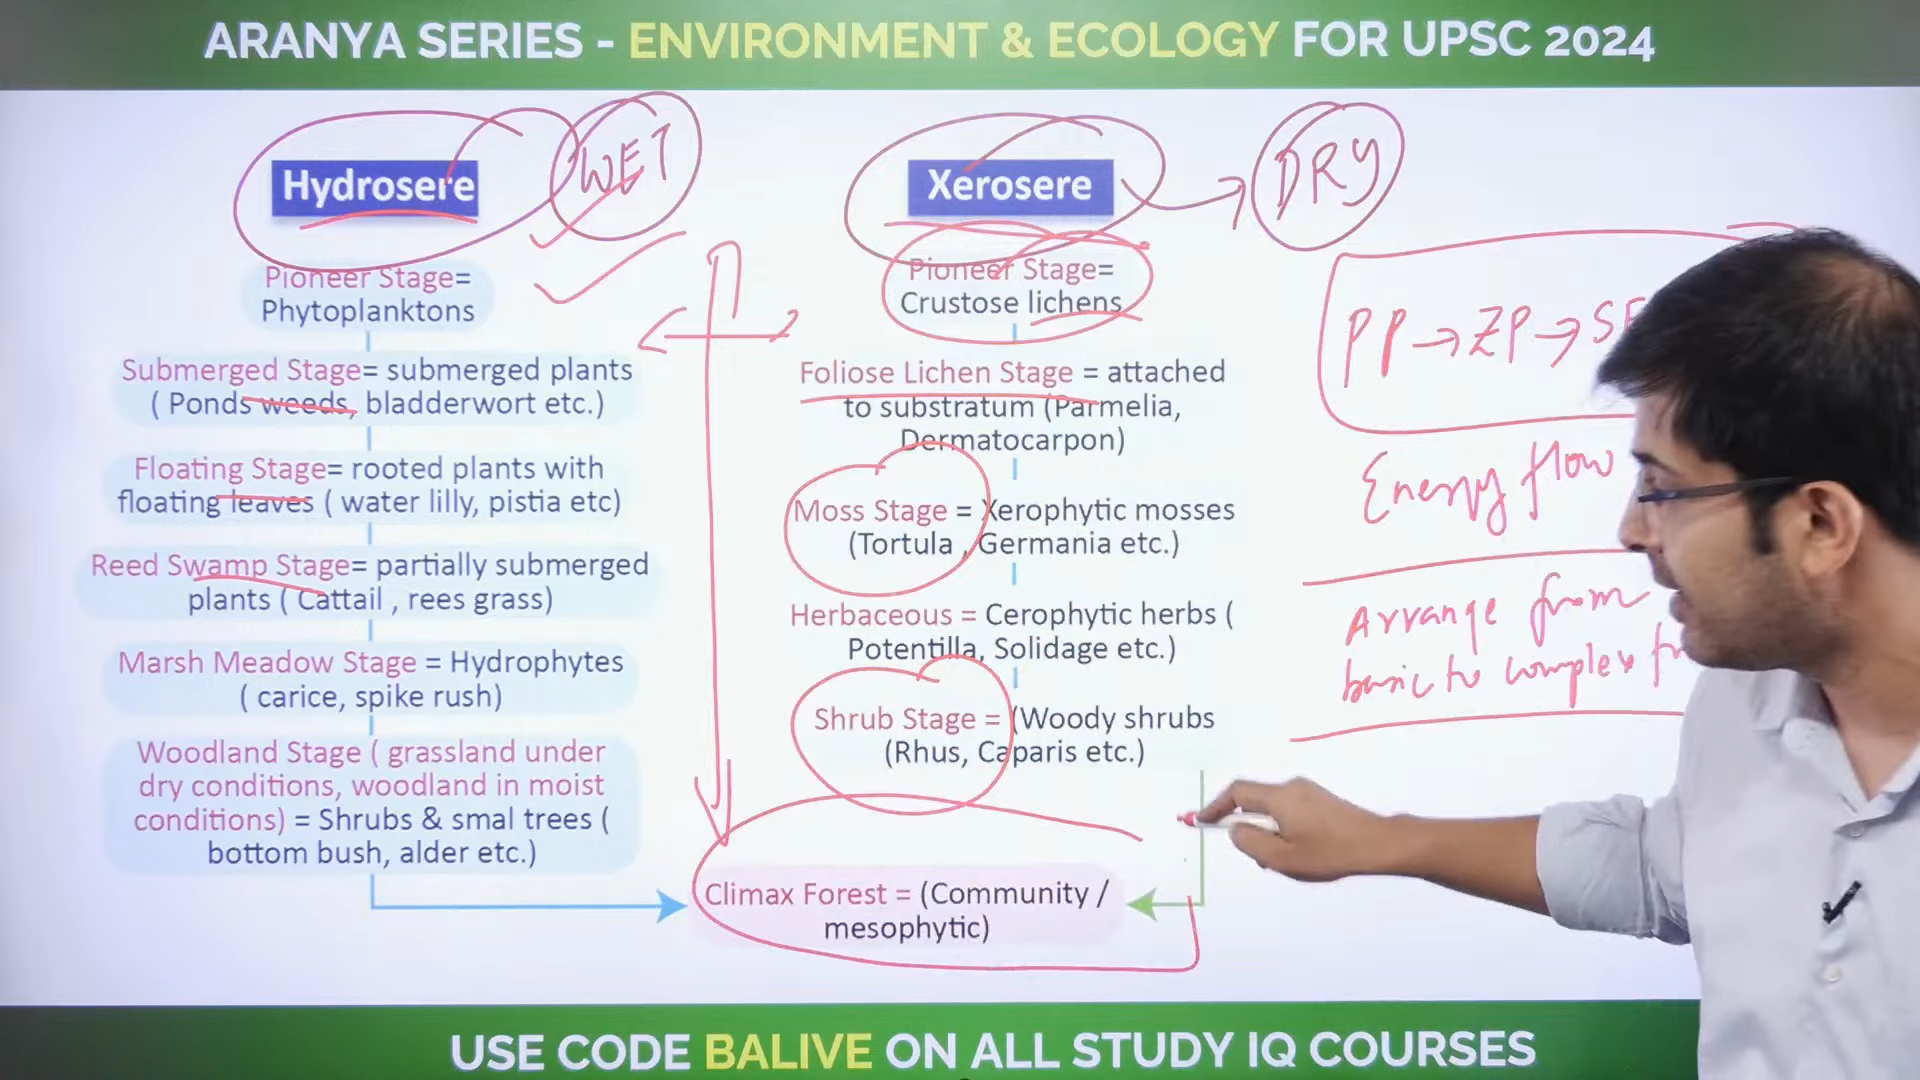 ARANYA SERIES - ENVIRONMENT & ECOLOGY FOR UPSC 2024
Hydrosere
WET
Pioneer Stage=
Phytoplanktons
Submerged Stage= submerged plants
( Ponds weeds, bladderwort etc.)
Floating Stage= rooted plants with
floating leaves ( water lilly, pistia etc)
Reed Swamp Stage= partially submerged
plants ( Cattail , rees grass)
Marsh Meadow Stage = Hydrophytes
( carice, spike rush)
Woodland Stage ( grassland under
dry conditions, woodland in moist
conditions) = Shrubs & smal trees (
bottom bush, alder etc.)
Xerosere
DRY
Pioneer Stage=
Crustose lichens
Foliose Lichen Stage = attached
to substratum (Parmelia,
Dermatocarpon)
Moss Stage = Xerophytic mosses
(Tortula , Germania etc.)
Herbaceous = Cerophytic herbs (
Potentilla, Solidage etc.)
Shrub Stage = (Woody shrubs
(Rhus, Caparis etc.)
Climax Forest = (Community /
mesophytic)
PP → ZP →
Energy flow
Arrange from
basic to complex
USE CODE BALIVE ON ALL STUDY IQ COURSES